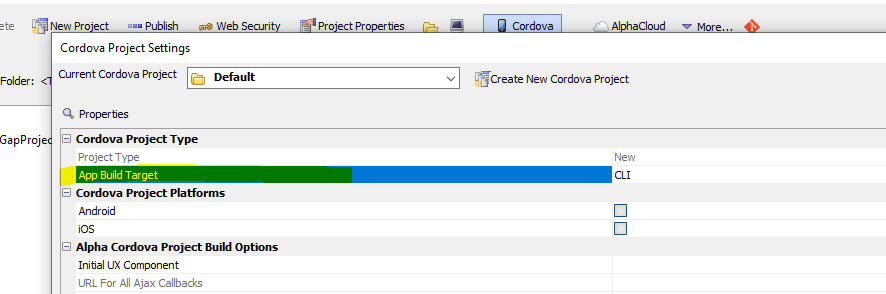 ete New Project Publish Web Security Project Properties Cordova AlphaCloud More...
Cordova Project Settings
Folder: <T
Current Cordova Project Default Create New Cordova Project
Properties
GapProjec
Cordova Project Type
Project Type New
App Build Target CLI
Cordova Project Platforms
Android
iOS
Alpha Cordova Project Build Options
Initial UX Component
URL For All Ajax Callbacks